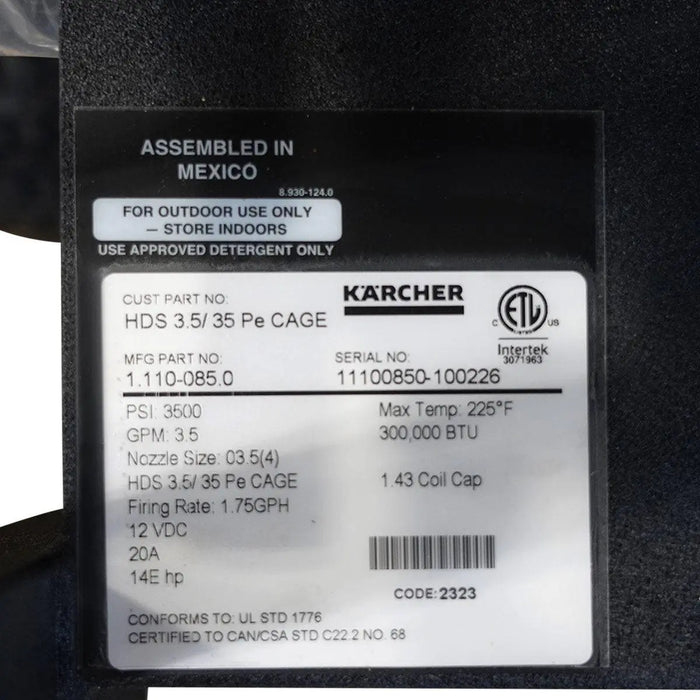 ASSEMBLED IN
MEXICO
8.930-124.0
FOR OUTDOOR USE ONLY
— STORE INDOORS
USE APPROVED DETERGENT ONLY
CUST PART NO:
HDS 3.5/ 35 Pe CAGE
KÄRCHER
C ETL US
LISTED
Intertek
3071963
MFG PART NO:
1.110-085.0
SERIAL NO:
11100850-100226
PSI: 3500
Max Temp: 225°F
GPM: 3.5
300,000 BTU
Nozzle Size: 03.5(4)
HDS 3.5/ 35 Pe CAGE
1.43 Coil Cap
Firing Rate: 1.75GPH
12 VDC
20A
14E hp
CODE: 2323
CONFORMS TO: UL STD 1776
CERTIFIED TO CAN/CSA STD C22.2 NO. 68